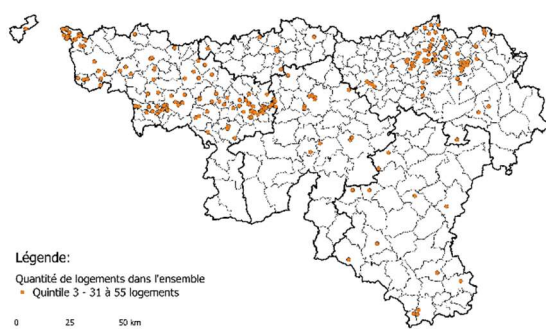 Légende:
Quantité de logements dans l'ensemble
Quintile 3 - 31 à 55 logements
0 25 50 km